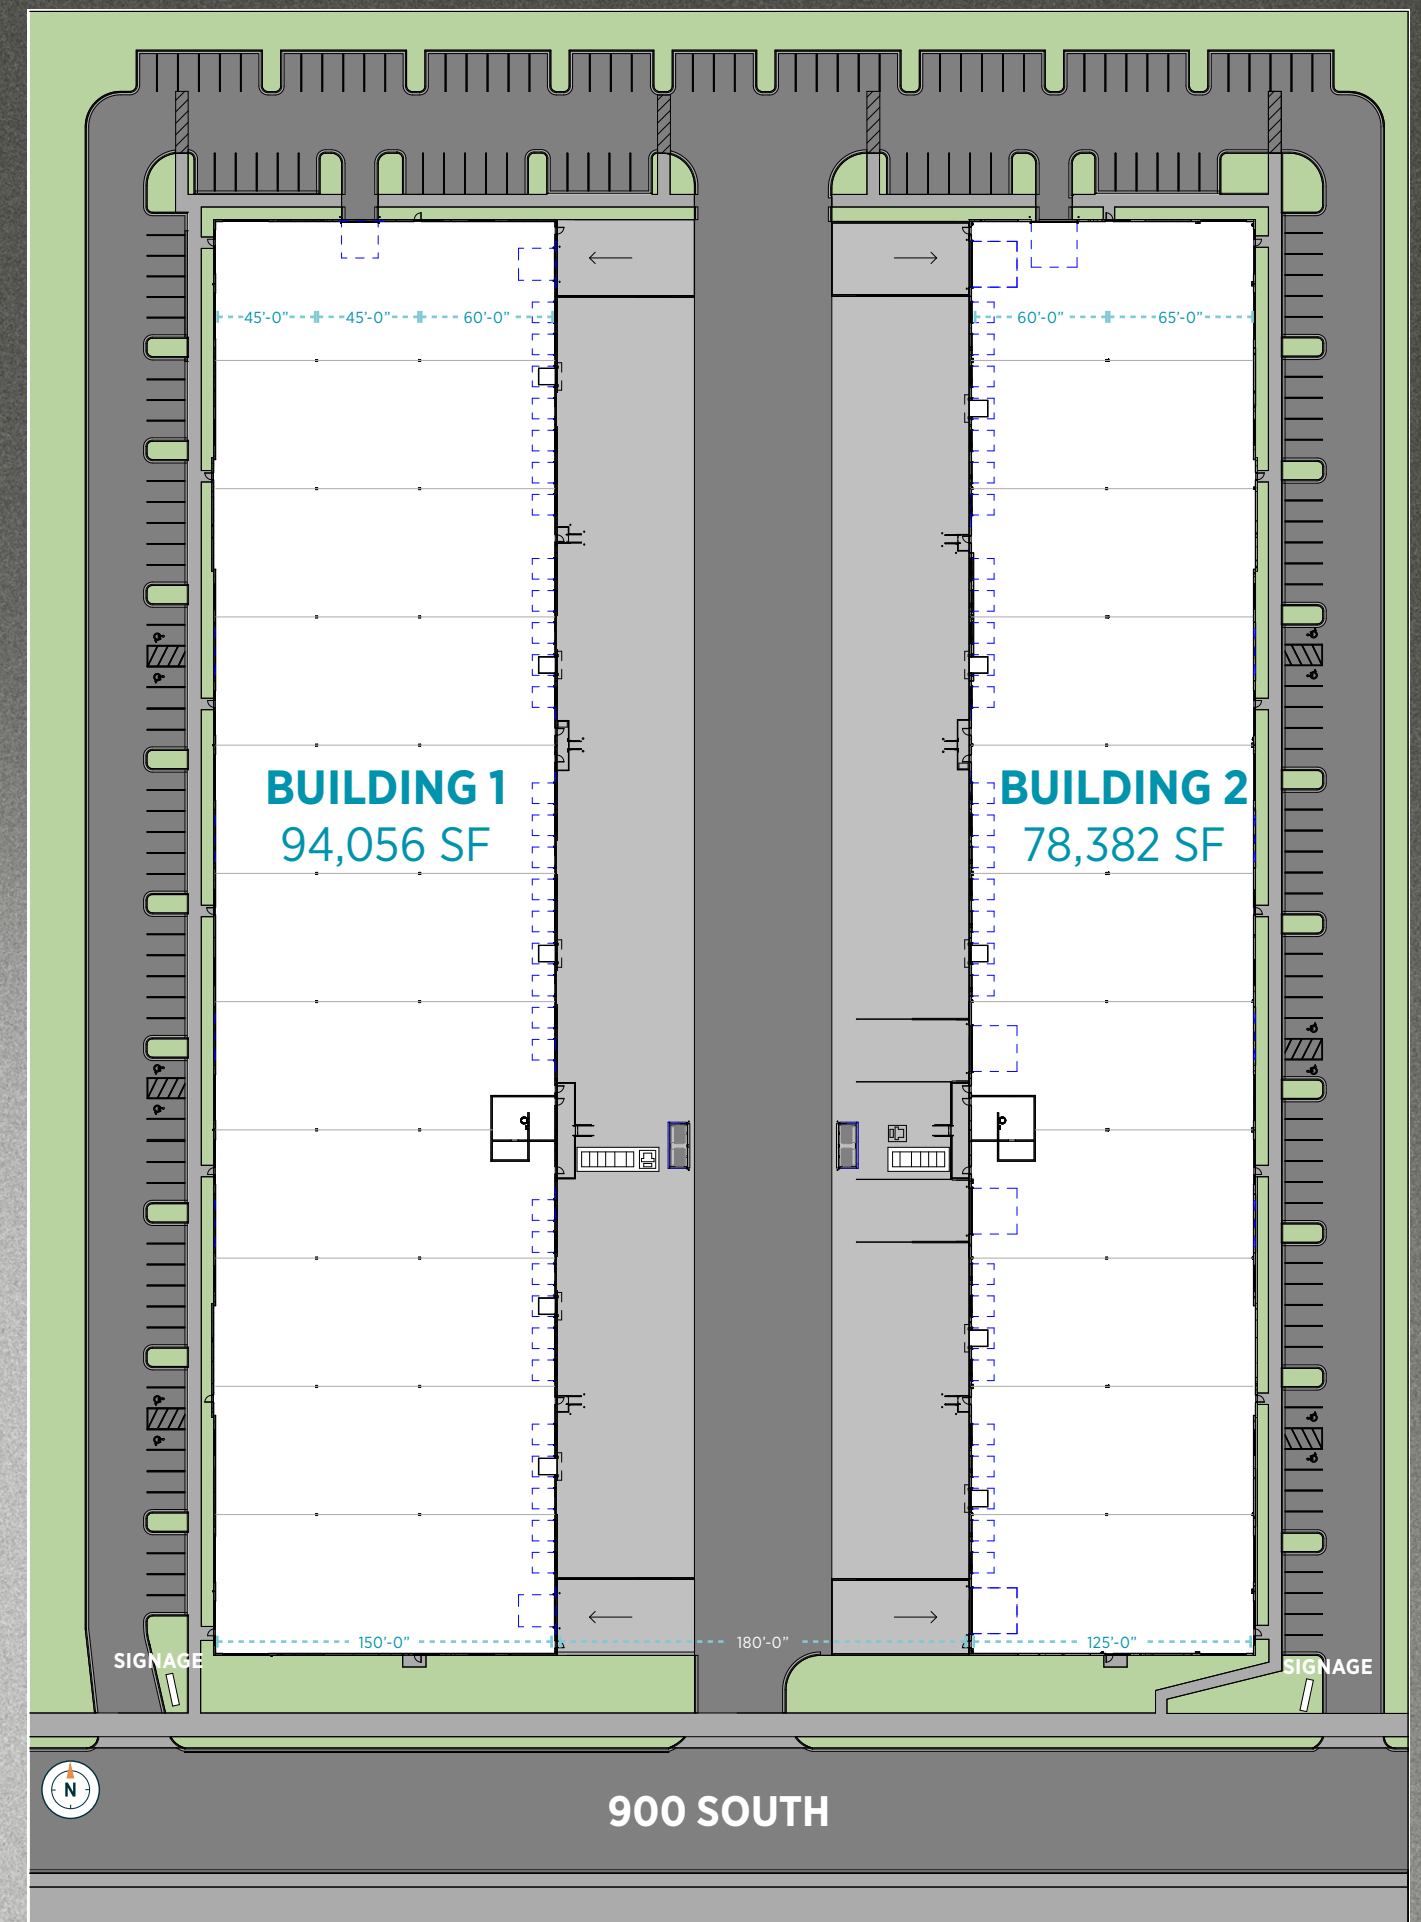 45'-0"
45'-0"
60'-0"
60'-0"
65'-0"
BUILDING 1
94,056 SF
BUILDING 2
78,382 SF
150'-0"
180'-0"
125'-0"
SIGNAGE
SIGNAGE
N
900 SOUTH